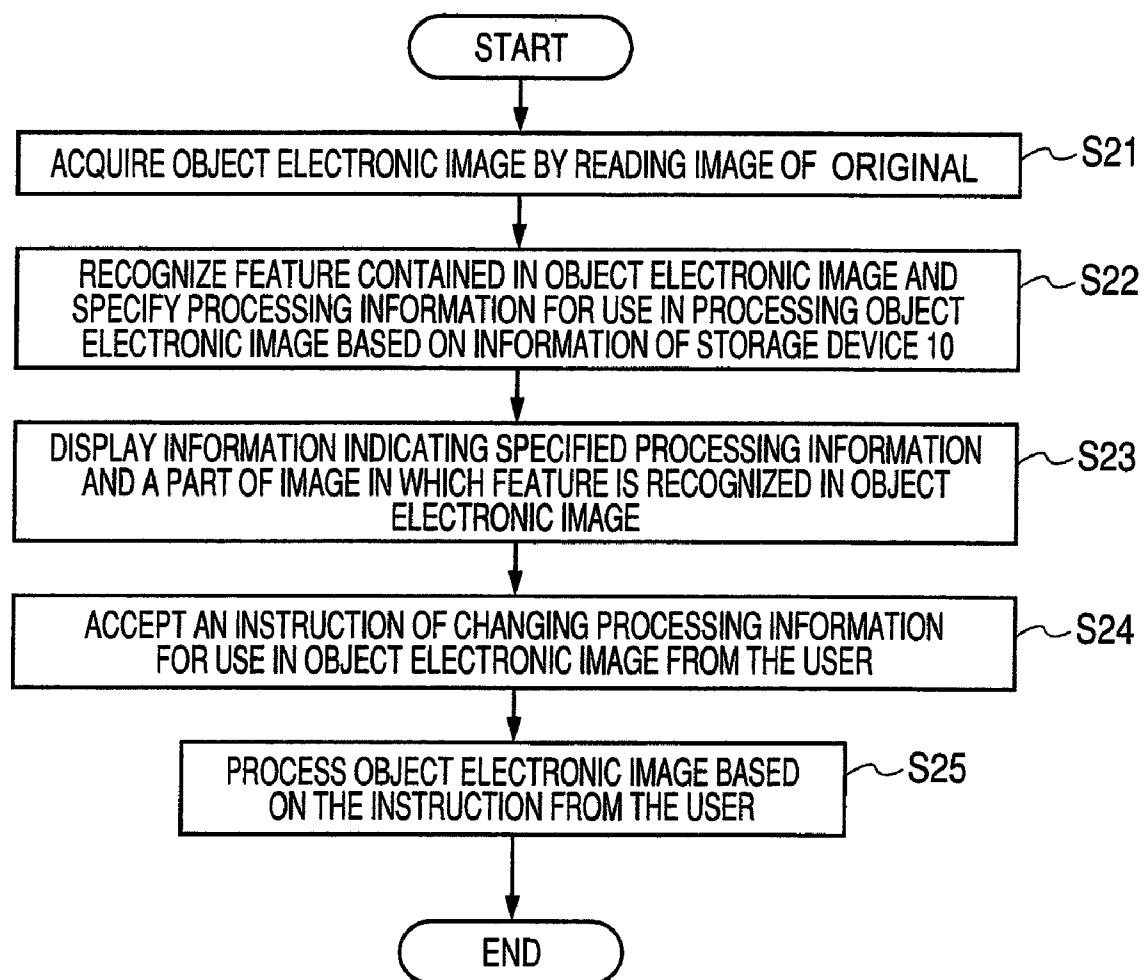 START
ACQUIRE OBJECT ELECTRONIC IMAGE BY READING IMAGE OF ORIGINAL
S21
RECOGNIZE FEATURE CONTAINED IN OBJECT ELECTRONIC IMAGE AND
SPECIFY PROCESSING INFORMATION FOR USE IN PROCESSING OBJECT
ELECTRONIC IMAGE BASED ON INFORMATION OF STORAGE DEVICE 10
S22
DISPLAY INFORMATION INDICATING SPECIFIED PROCESSING INFORMATION
AND A PART OF IMAGE IN WHICH FEATURE IS RECOGNIZED IN OBJECT
ELECTRONIC IMAGE
S23
ACCEPT AN INSTRUCTION OF CHANGING PROCESSING INFORMATION
FOR USE IN OBJECT ELECTRONIC IMAGE FROM THE USER
S24
PROCESS OBJECT ELECTRONIC IMAGE BASED
ON THE INSTRUCTION FROM THE USER
S25
END